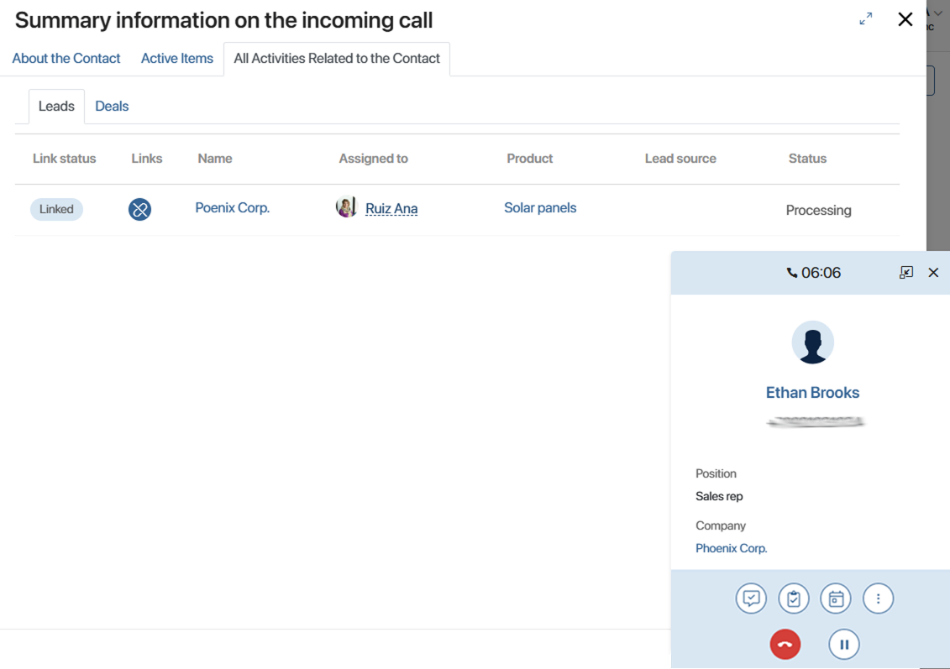 Summary information on the incoming call
About the Contact Active Items All Activities Related to the Contact
Leads Deals
Link status Links Name Assigned to Product Lead source Status
Linked Poenix Corp. Ruiz Ana Solar panels Processing
06:06
Ethan Brooks
Position
Sales rep
Company
Phoenix Corp.